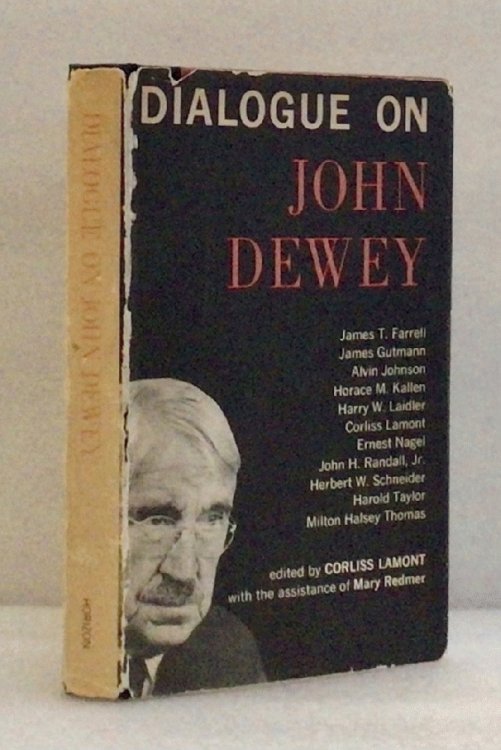 DIALOGUE ON JOHN DEWEY
HORIZON
DIALOGUE ON
JOHN
DEWEY
James T. Farrell
James Gutmann
Alvin Johnson
Horace M. Kallen
Harry W. Laidler
Corliss Lamont
Ernest Nagel
John H. Randall, Jr.
Herbert W. Schneider
Harold Taylor
Milton Halsey Thomas
edited by CORLISS LAMONT
with the assistance of Mary Redmer